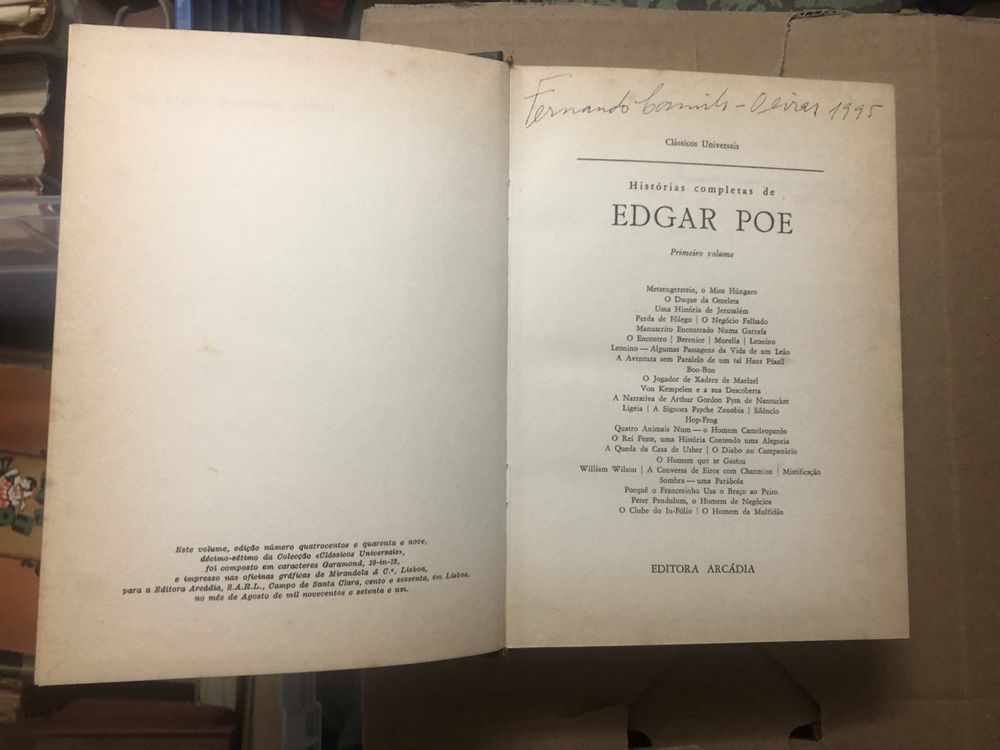 Este volume, edição número quatrocentos e quarenta e nove,
décimo-sétimo da Colecção «Clássicos Universais»,
foi composto em caracteres Garamond, 10-in-12,
e impresso nas oficinas gráficas de Mirandela & C.ª, Lisboa,
para a Editora Arcádia, S.A.R.L., Campo de Santa Clara, cento e sessenta, em Lisboa,
no mês de Agosto de mil novecentos e setenta e um.
Fernando - Oeiras 1995
Clássicos Universais
Histórias completas de
EDGAR POE
Primeiro volume
Metzengerstein, o Mito Húngaro
O Duque da Omeleta
Uma História de Jerusalém
Perda de Fôlego | O Negócio Falhado
Manuscrito Encontrado Numa Garrafa
O Encontro | Berenice | Morella | Leonino
Leonino — Algumas Passagens da Vida de um Leão
A Aventura sem Paralelo de um tal Hans Pfaall
Bon-Bon
O Jogador de Xadrez de Maelzel
Von Kempelen e a sua Descoberta
A Narrativa de Arthur Gordon Pym de Nantucket
Ligeia | A Signora Psyche Zenobia | Silêncio
Hop-Frog
Quatro Animais Num — o Homem Cameleopardo
O Rei Peste, uma História Contendo uma Alegoria
A Queda da Casa de Usher | O Diabo no Campanário
O Homem que se Gastou
William Wilson | A Conversa de Eiros com Charmion | Mistificação
Sombra — uma Parábola
Porquê o Francesinho Usa o Braço ao Peito
Peter Pendulum, o Homem de Negócios
O Clube do In-Fólio | O Homem da Multidão
EDITORA ARCÁDIA